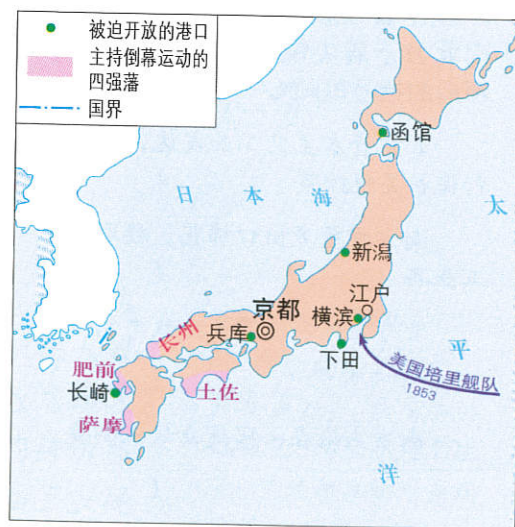 被迫开放的港口
主持倒幕运动的
四强藩
国界
函馆
日本海
太
新潟
江户
京都
横滨
长州
兵库
下田
平
美国培里舰队
1853
肥前
长崎
土佐
萨摩
洋